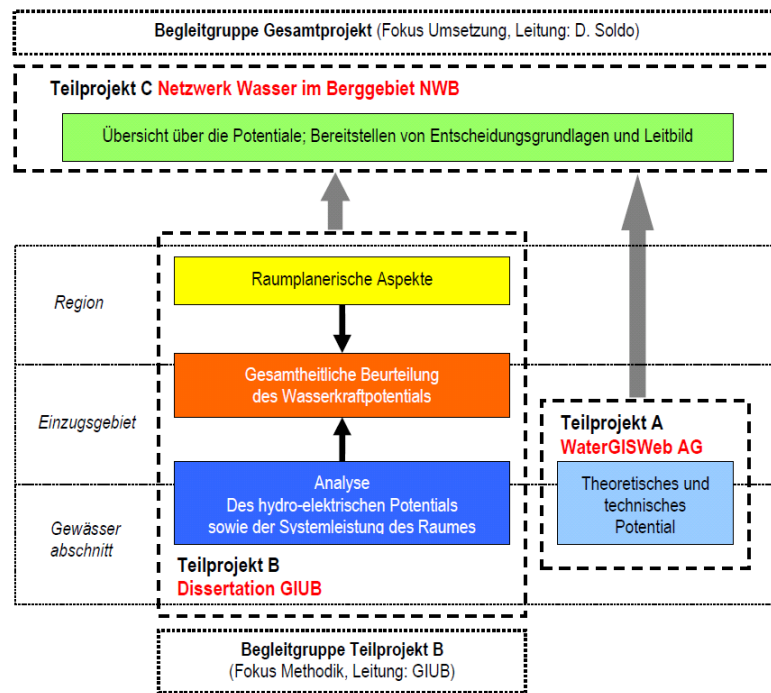 Begleitgruppe Gesamtprojekt (Fokus Umsetzung, Leitung: D. Soldo)
Teilprojekt C Netzwerk Wasser im Berggebiet NWB
Übersicht über die Potentiale; Bereitstellen von Entscheidungsgrundlagen und Leitbild
Region
Raumplanerische Aspekte
Einzugsgebiet
Gesamtheitliche Beurteilung
des Wasserkraftpotentials
Teilprojekt A
WaterGISWeb AG
Theoretisches und
technisches
Potential
Gewässer
abschnitt
Analyse
Des hydro-elektrischen Potentials
sowie der Systemleistung des Raumes
Teilprojekt B
Dissertation GIUB
Begleitgruppe Teilprojekt B
(Fokus Methodik, Leitung: GIUB)